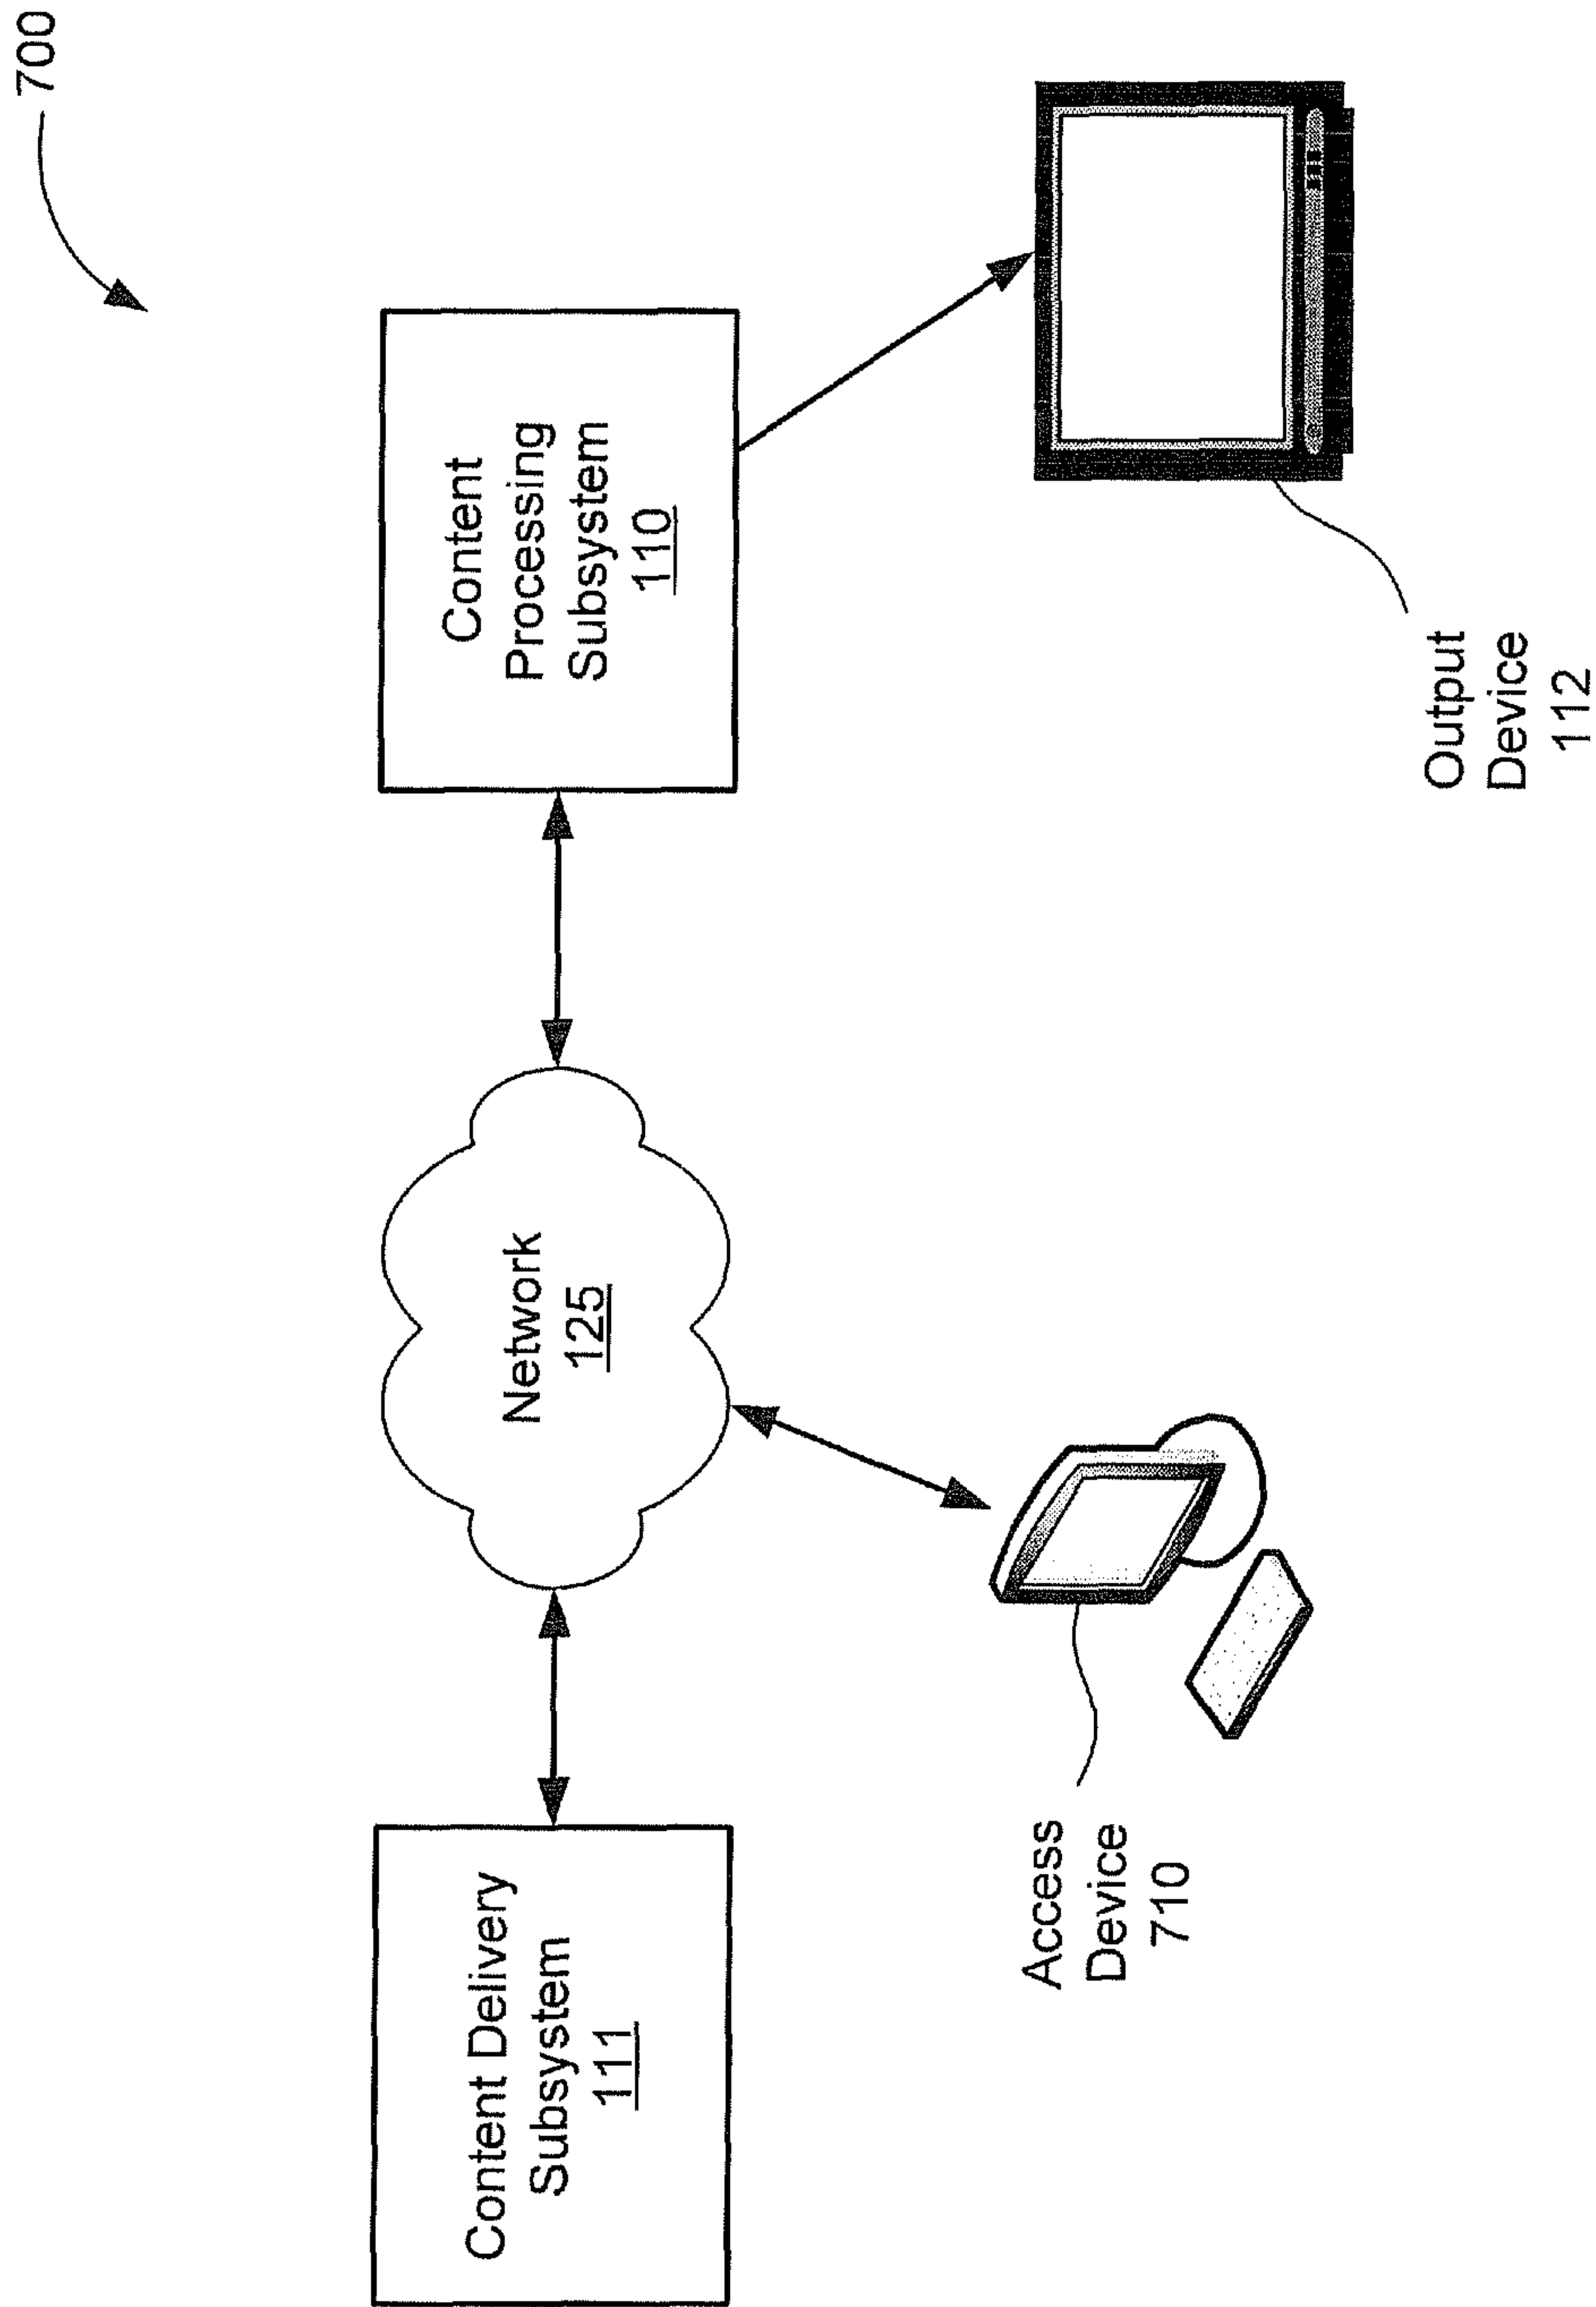 700
Content Delivery
Subsystem
111
Network
125
Content
Processing
Subsystem
110
Access
Device
710
Output
Device
112